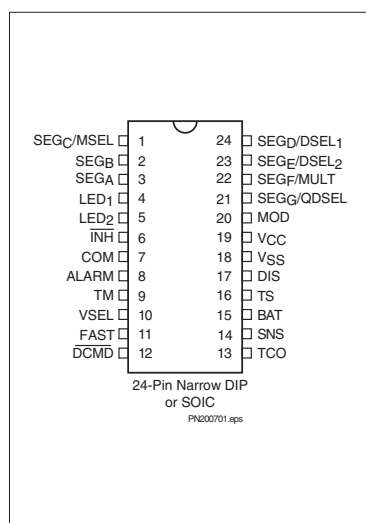 SEGC/MSEL 1 24 SEGD/DSEL1
SEGB 2 23 SEGE/DSEL2
SEGA 3 22 SEGF/MULT
LED1 4 21 SEGG/QDSEL
LED2 5 20 MOD
INH 6 19 VCC
COM 7 18 VSS
ALARM 8 17 DIS
TM 9 16 TS
VSEL 10 15 BAT
FAST 11 14 SNS
DCMD 12 13 TCO
24-Pin Narrow DIP
or SOIC
PN200701.eps